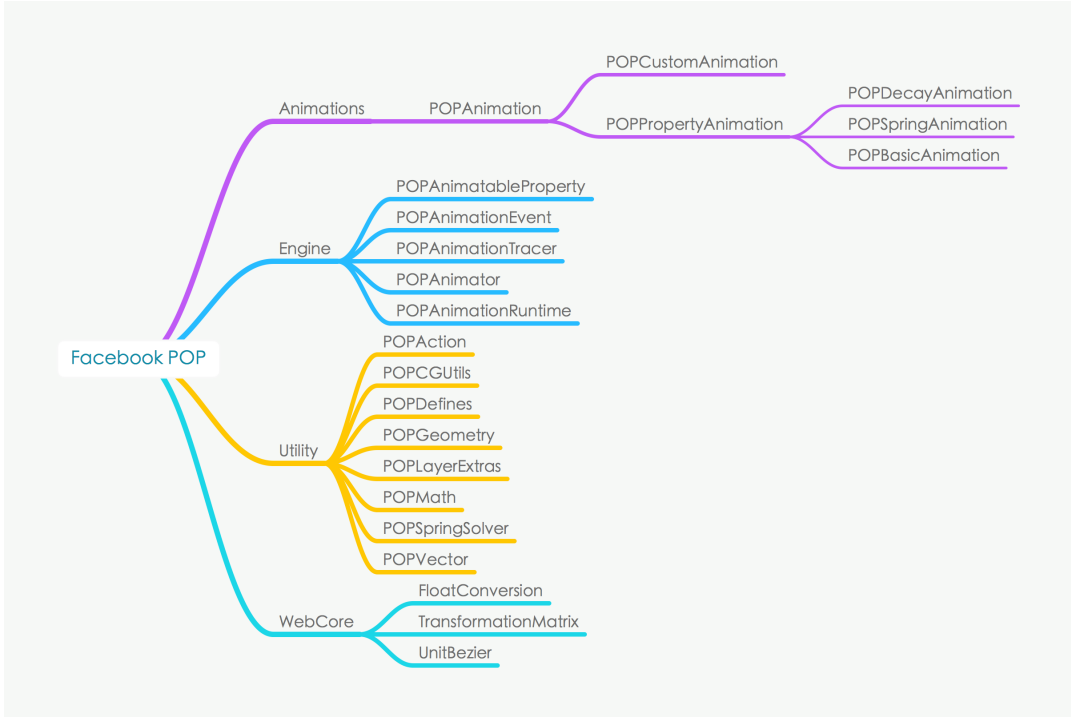 Facebook POP
Animations
POPAnimation
POPCustomAnimation
POPPropertyAnimation
POPDecayAnimation
POPSpringAnimation
POPBasicAnimation
Engine
POPAnimatableProperty
POPAnimationEvent
POPAnimationTracer
POPAnimator
POPAnimationRuntime
Utility
POPAction
POPCGUtils
POPDefines
POPGeometry
POPLayerExtras
POPMath
POPSpringSolver
POPVector
WebCore
FloatConversion
TransformationMatrix
UnitBezier